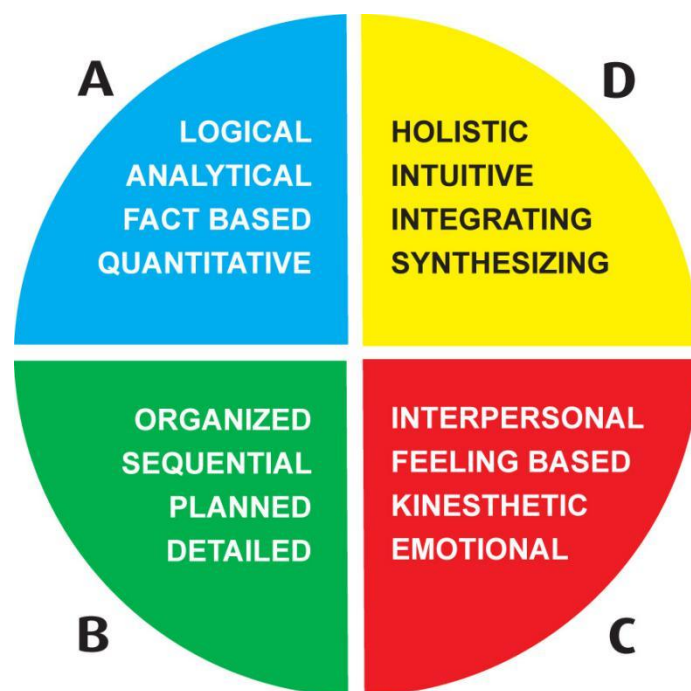 A
LOGICAL
ANALYTICAL
FACT BASED
QUANTITATIVE
D
HOLISTIC
INTUITIVE
INTEGRATING
SYNTHESIZING
ORGANIZED
SEQUENTIAL
PLANNED
DETAILED
B
INTERPERSONAL
FEELING BASED
KINESTHETIC
EMOTIONAL
C